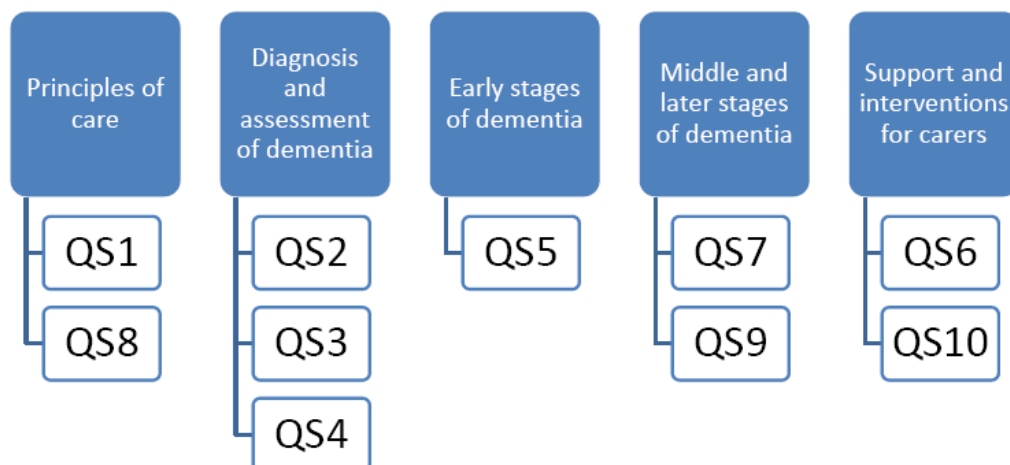 Principles of
care
QS1
QS8
Diagnosis
and
assessment
of dementia
QS2
QS3
QS4
Early stages
of dementia
QS5
Middle and
later stages
of dementia
QS7
QS9
Support and
interventions
for carers
QS6
QS10